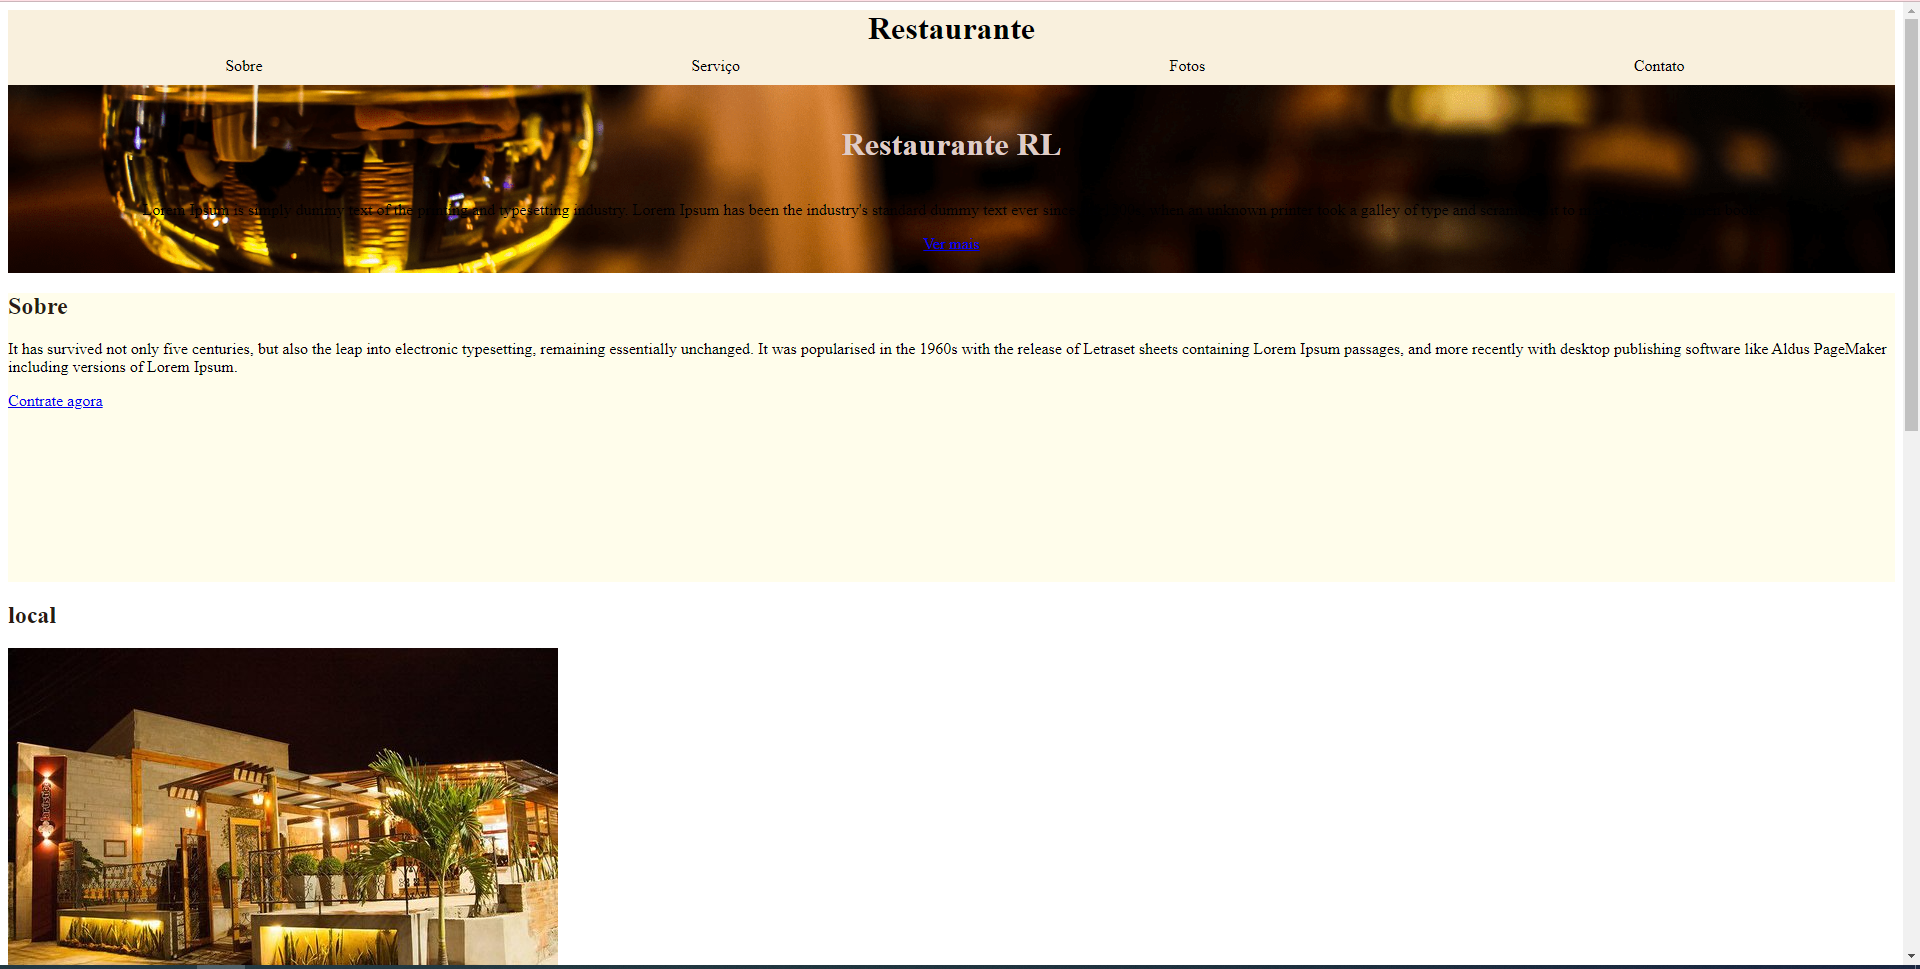 Restaurante
Sobre Serviço Fotos Contato
Restaurante RL
Lorem Ipsum is simply dummy text of the printing and typesetting industry. Lorem Ipsum has been the industry's standard dummy text ever since when an unknown printer took a galley of type and scrambled it to
Ver mais
Sobre
It has survived not only five centuries, but also the leap into electronic typesetting, remaining essentially unchanged. It was popularised in the 1960s with the release of Letraset sheets containing Lorem Ipsum passages, and more recently with desktop publishing software like Aldus PageMaker
including versions of Lorem Ipsum.
Contrate agora
local